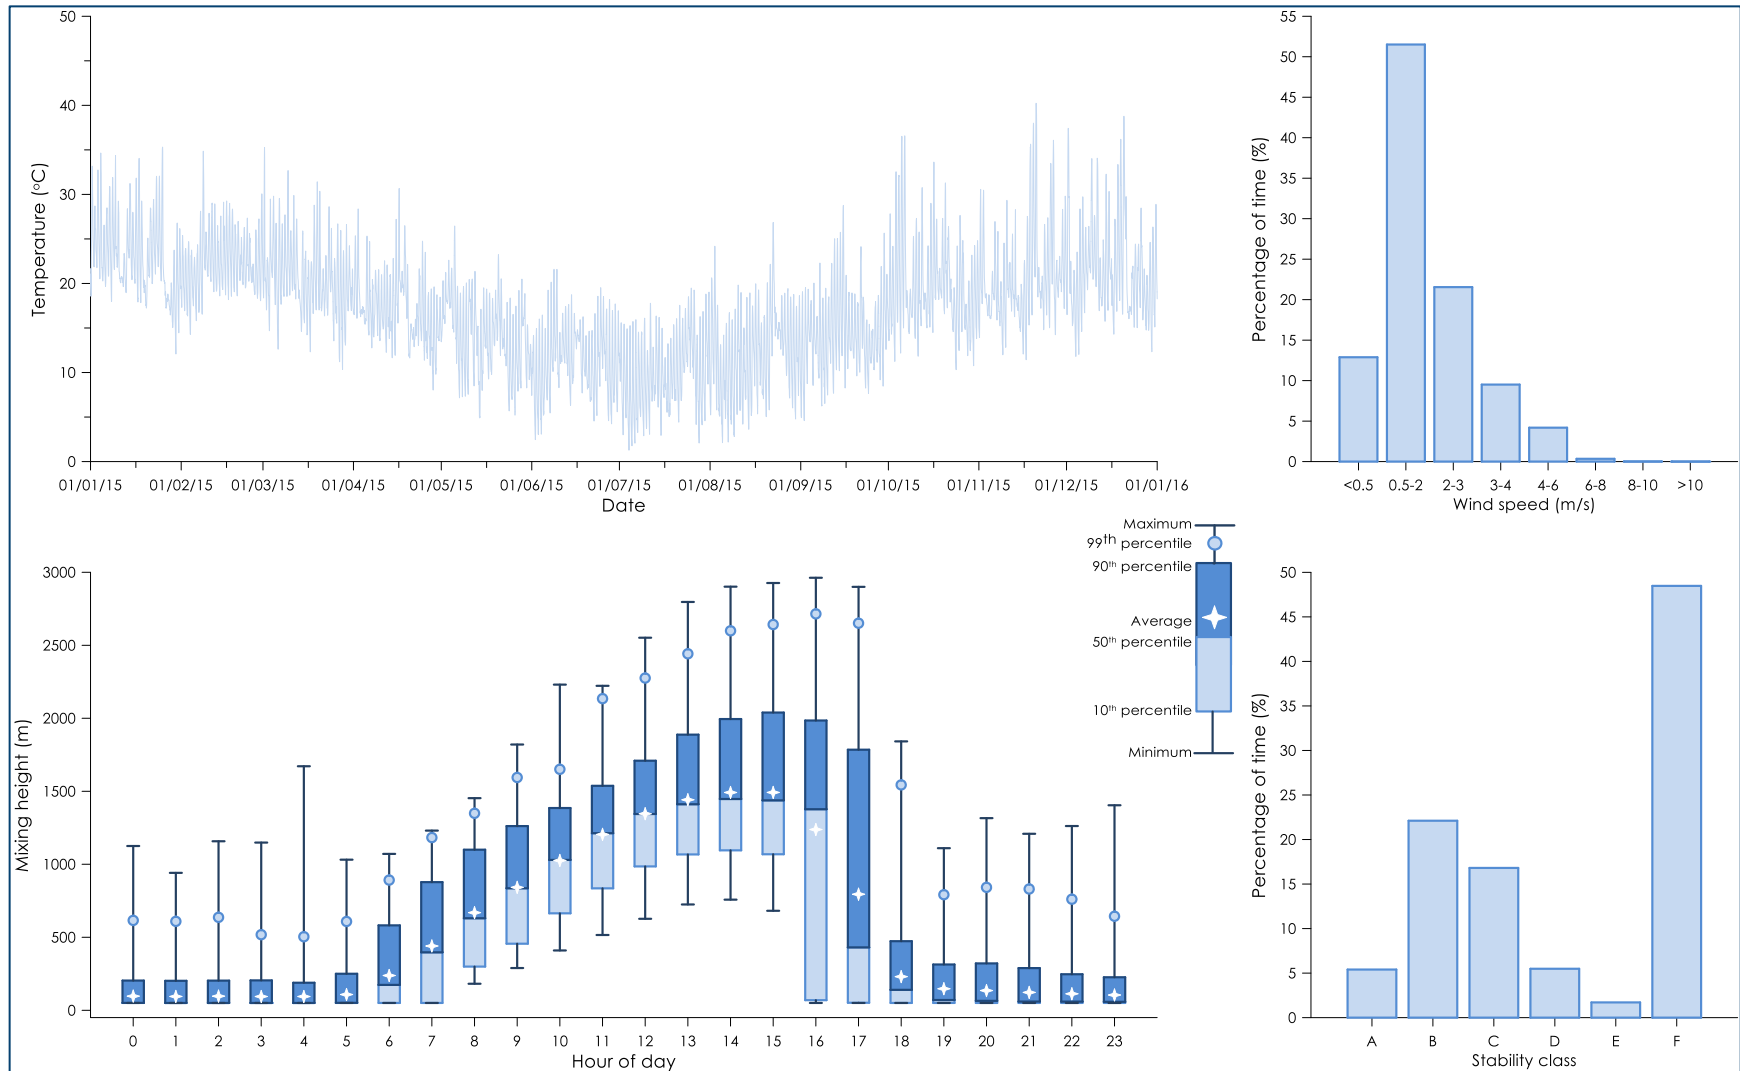 50
40
30
20
10
0
Temperature (°C)
01/01/15 01/02/15 01/03/15 01/04/15 01/05/15 01/06/15 01/07/15 01/08/15 01/09/15 01/10/15 01/11/15 01/12/15 01/01/16
Date
55
50
45
40
35
30
25
20
15
10
5
0
Percentage of time (%)
<0.5 0.5-2 2-3 3-4 4-6 6-8 8-10 >10
Wind speed (m/s)
Maximum
99th percentile
90th percentile
Average
50th percentile
10th percentile
Minimum
3000
2500
2000
1500
1000
500
0
Mixing height (m)
0 1 2 3 4 5 6 7 8 9 10 11 12 13 14 15 16 17 18 19 20 21 22 23
Hour of day
50
45
40
35
30
25
20
15
10
5
0
Percentage of time (%)
A B C D E F
Stability class